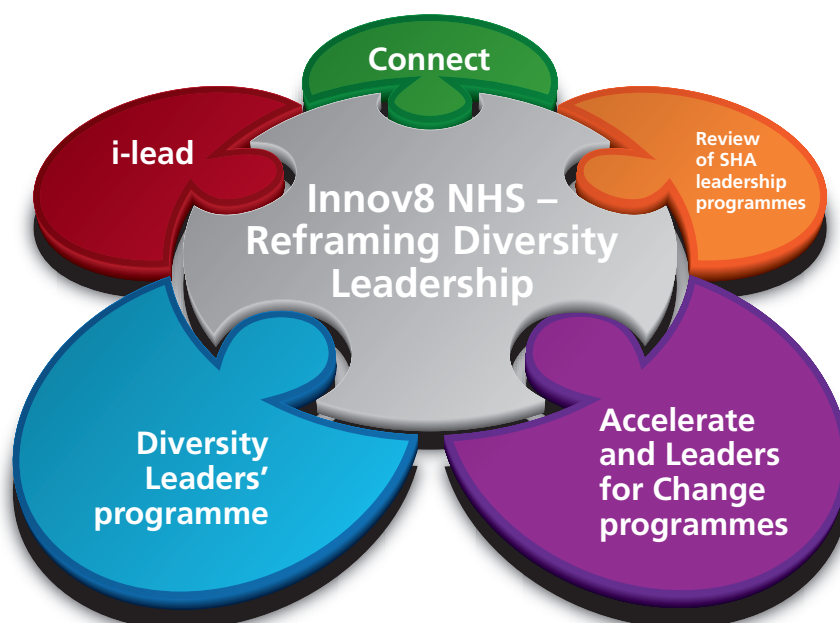 Connect
i-lead
Review
of SHA
leadership
programmes
Innov8 NHS –
Reframing Diversity
Leadership
Diversity
Leaders’
programme
Accelerate
and Leaders
for Change
programmes